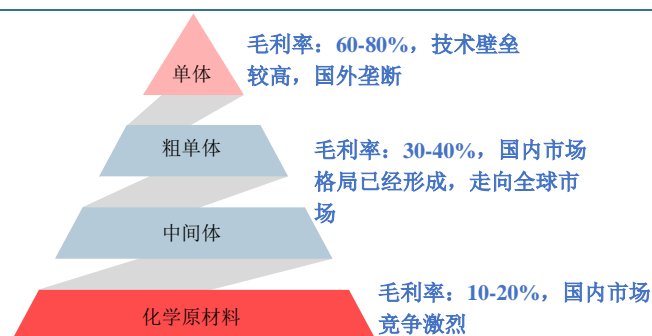 单体
毛利率：60-80%，技术壁垒
较高，国外垄断
粗单体
毛利率：30-40%，国内市场
格局已经形成，走向全球市
场
中间体
化学原材料
毛利率：10-20%，国内市场
竞争激烈